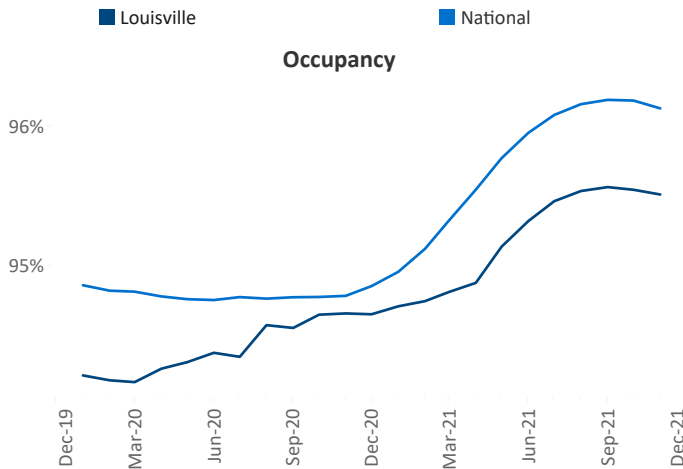 Louisville National
Occupancy
96%
95%
Dec-19 Mar-20 Jun-20 Sep-20 Dec-20 Mar-21 Jun-21 Sep-21 Dec-21